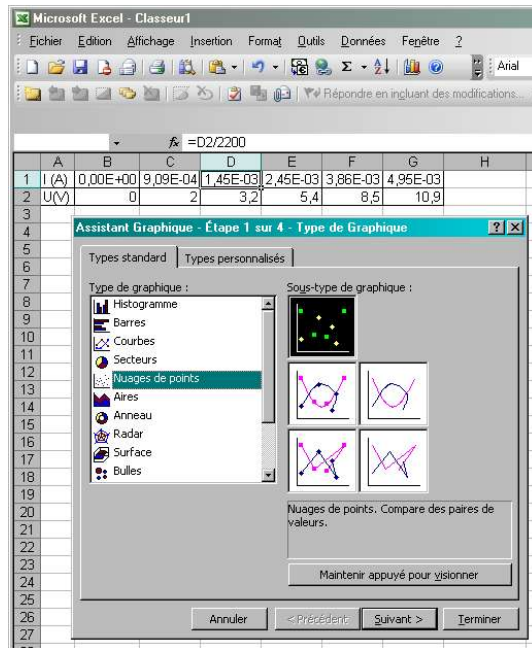 Microsoft Excel - Classeur1
Fichier Edition Affichage Insertion Format Outils Données Fenêtre ?
Arial
Répondre en incluant des modifications...
fx =D2/2200
A B C D E F G H
1 I (A) 0,00E+00 9,09E-04 1,45E-03 2,45E-03 3,86E-03 4,95E-03
2 U(V) 0 2 3,2 5,4 8,5 10,9
3
4
5
6
7
8
9
10
11
12
13
14
15
16
17
18
19
20
21
22
23
24
25
26
27
Assistant Graphique - Étape 1 sur 4 - Type de Graphique
Types standard Types personnalisés
Type de graphique :
Histogramme
Barres
Courbes
Secteurs
Nuages de points
Aires
Anneau
Radar
Surface
Bulles
Sous-type de graphique :
Nuages de points. Compare des paires de
valeurs.
Maintenir appuyé pour visionner
Annuler < Précédent Suivant > Terminer